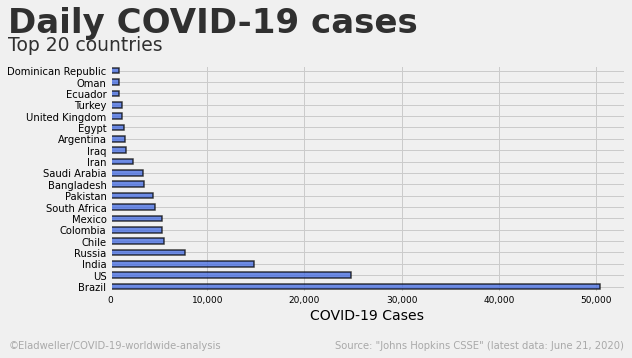 Daily COVID-19 cases
Top 20 countries
Dominican Republic
Oman
Ecuador
Turkey
United Kingdom
Egypt
Argentina
Iraq
Iran
Saudi Arabia
Bangladesh
Pakistan
South Africa
Mexico
Colombia
Chile
Russia
India
US
Brazil
0 10,000 20,000 30,000 40,000 50,000
COVID-19 Cases
©Eladweller/COVID-19-worldwide-analysis
Source: "Johns Hopkins CSSE" (latest data: June 21, 2020)